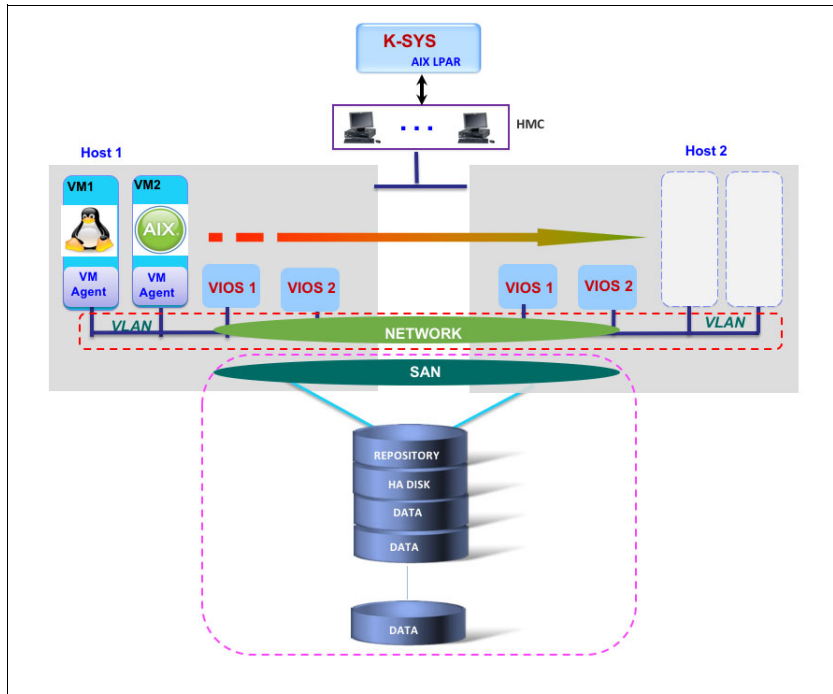 K-SYS
AIX LPAR
HMC
Host 1
Host 2
VM1
VM2
AIX
VM
Agent
VM
Agent
VIOS 1
VIOS 2
VIOS 1
VIOS 2
VLAN
NETWORK
VLAN
SAN
REPOSITORY
HA DISK
DATA
DATA
DATA